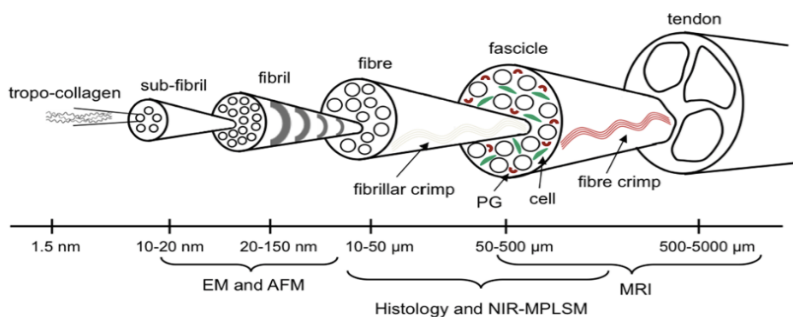 tendon
fascicle
fibre
fibril
sub-fibril
tropo-collagen
fibrillar crimp
PG
cell
fibre crimp
1.5 nm
10-20 nm
20-150 nm
10-50 µm
50-500 µm
500-5000 µm
EM and AFM
MRI
Histology and NIR-MPLSM